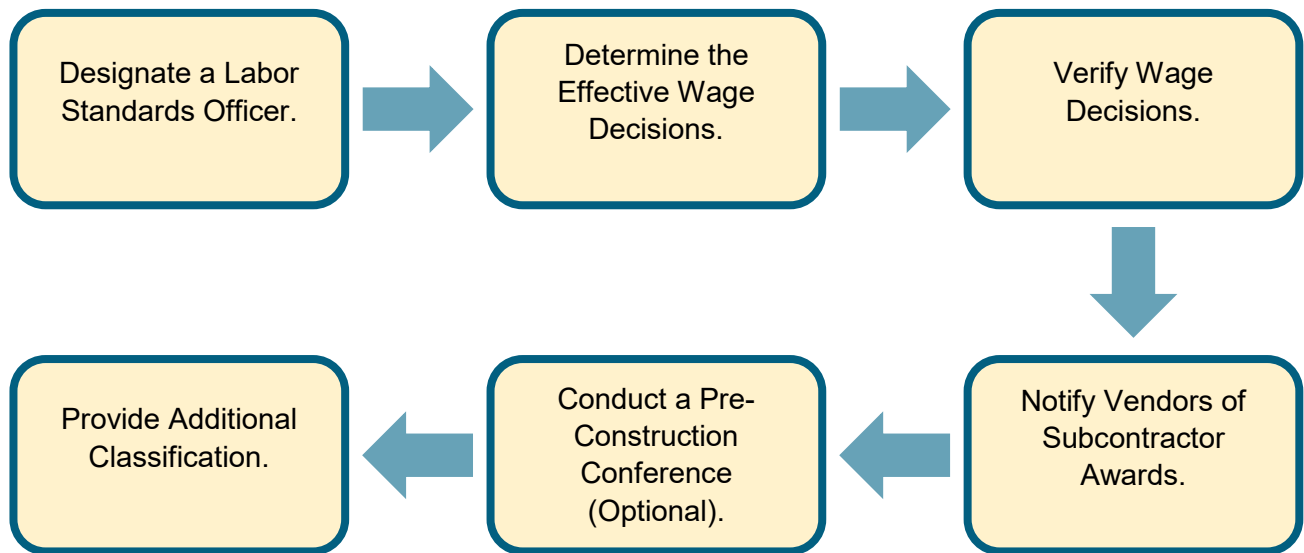 Designate a Labor
Standards Officer.
Determine the
Effective Wage
Decisions.
Verify Wage
Decisions.
Notify Vendors of
Subcontractor
Awards.
Conduct a Pre-
Construction
Conference
(Optional).
Provide Additional
Classification.